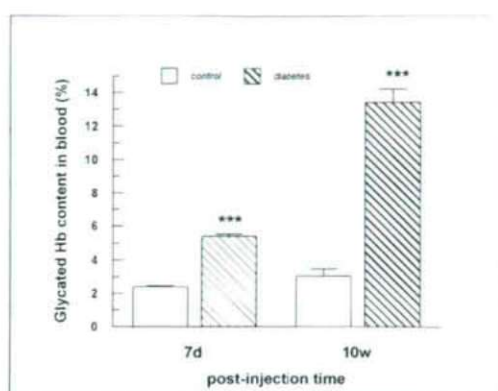 control diabetes
***
***
Glycated Hb content in blood (%)
14
12
10
8
6
4
2
0
7d 10w
post-injection time